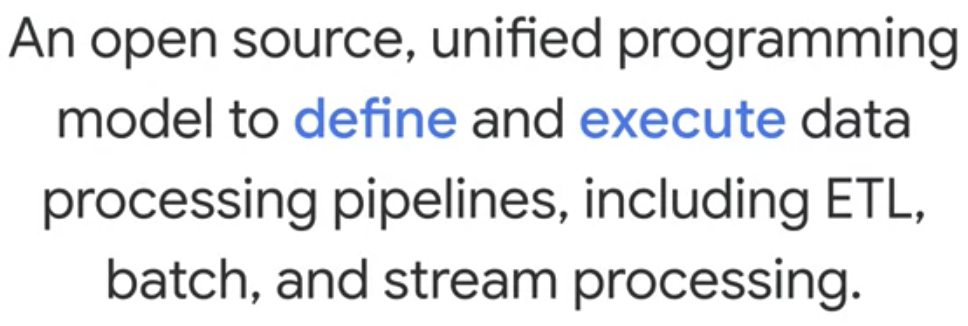 An open source, unified programming
model to define and execute data
processing pipelines, including ETL,
batch, and stream processing.